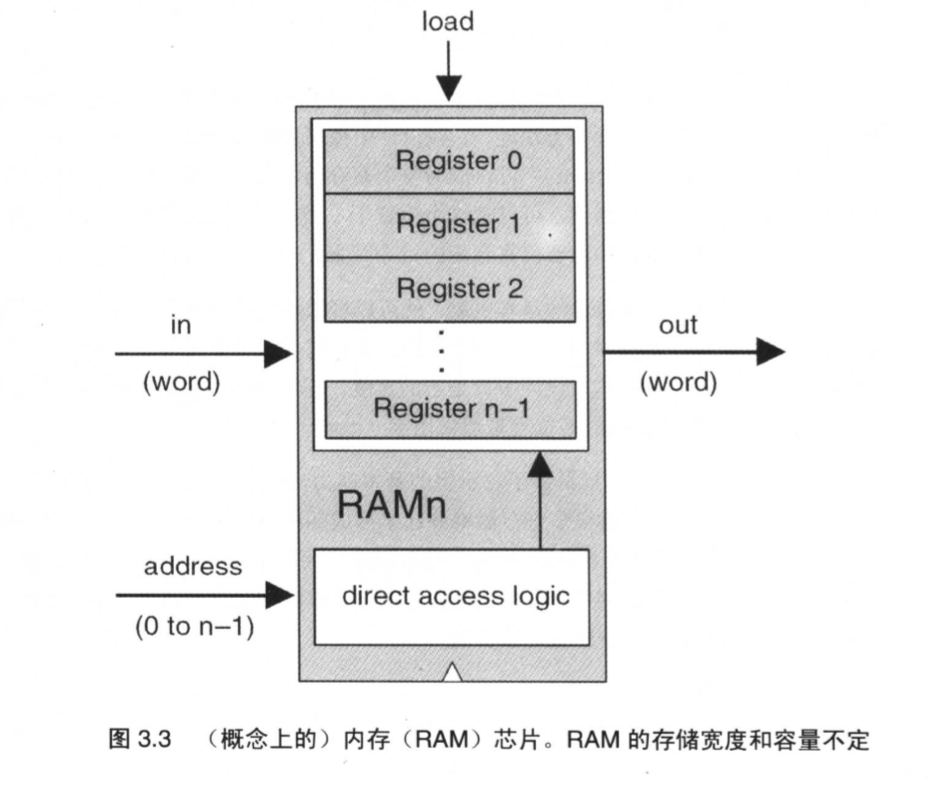 load
Register 0
Register 1
Register 2
in
out
(word)
(word)
Register n–1
RAMn
address
direct access logic
(0 to n–1)
图 3.3 （概念上的）内存（RAM）芯片。RAM 的存储宽度和容量不定